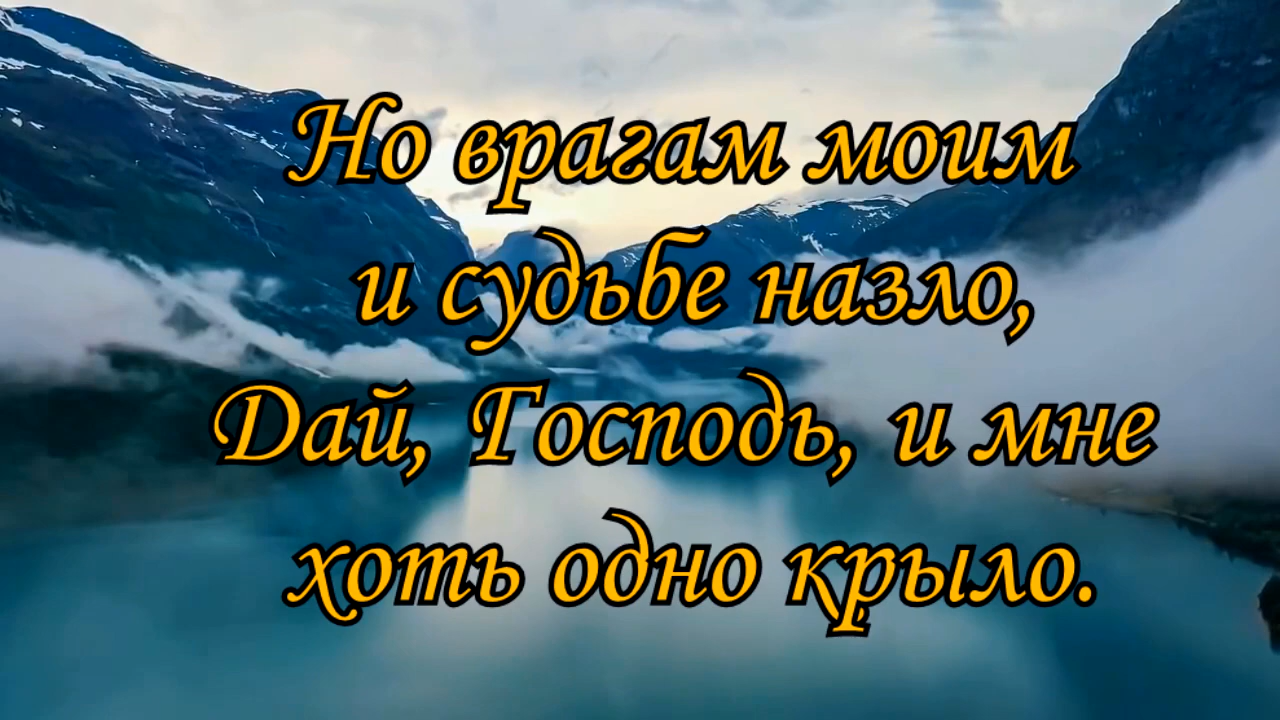 Но врагам моим
и судьбе назло,
Дай, Господь, и мне
хоть одно крыло.